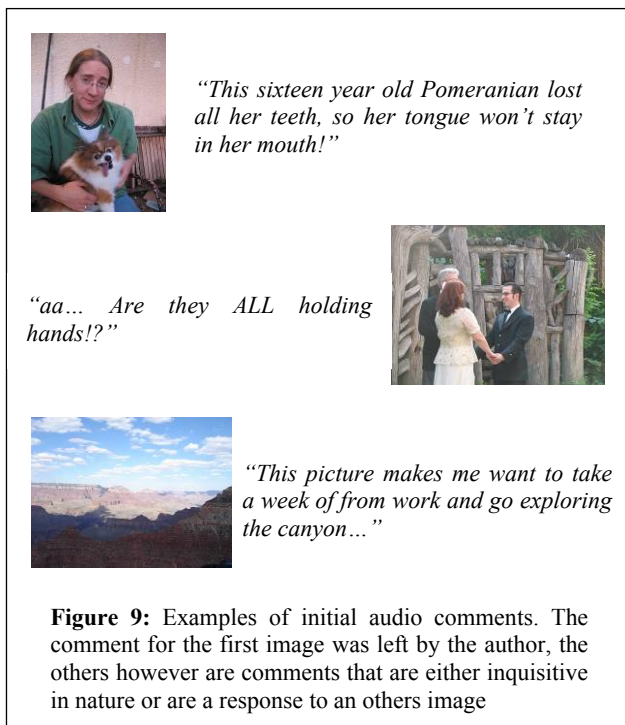 “This sixteen year old Pomeranian lost
all her teeth, so her tongue won’t stay
in her mouth!”
“aa… Are they ALL holding
hands!?”
“This picture makes me want to take
a week of from work and go exploring
the canyon…”
Figure 9: Examples of initial audio comments. The
comment for the first image was left by the author, the
others however are comments that are either inquisitive
in nature or are a response to an others image